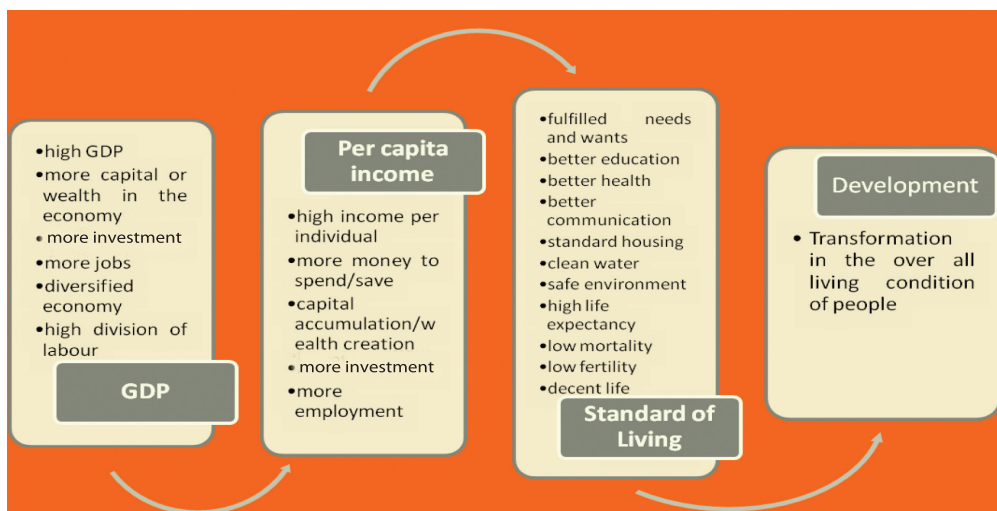 •high GDP
•more capital or
wealth in the
economy
• more investment
•more jobs
•diversified
economy
•high division of
labour
GDP
Per capita
income
•high income per
individual
•more money to
spend/save
•capital
accumulation/w
ealth creation
• more investment
•more
employment
•fulfilled needs
and wants
•better education
•better health
•better
communication
•standard housing
•clean water
•safe environment
•high life
expectancy
•low mortality
•low fertility
•decent life
Standard of
Living
Development
• Transformation
in the over all
living condition
of people